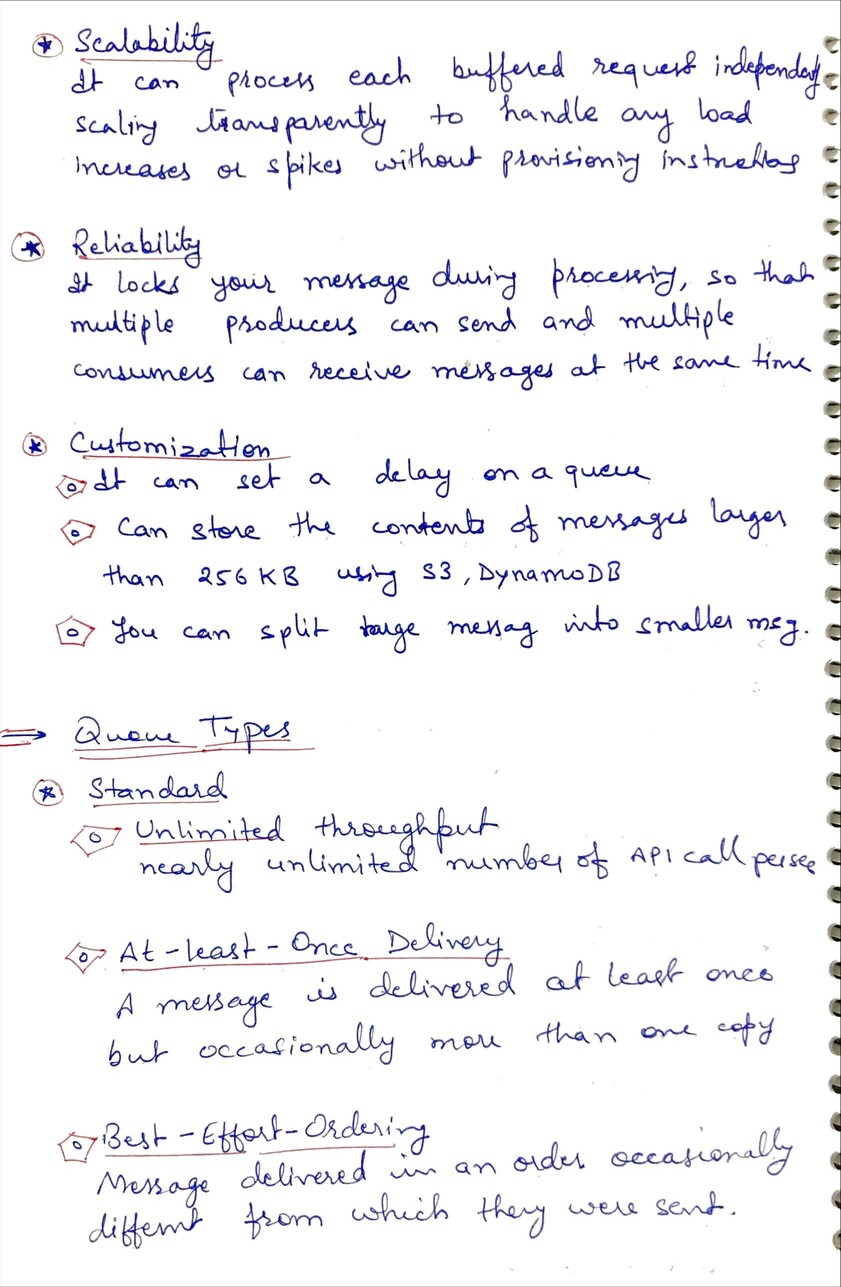 Scalability
It can process each buffered request independaly
scaling transparently to handle any load
increases or spikes without provisioning
Reliability
It locks your message during processing, so that
multiple producers can send and multiple
consumers can receive messages at the same time
Customization
It can set a delay on a queue
Can store the contents of messages larger
than 256 KB using S3, DynamoDB
You can split large messag into smaller msg.
⇒ Queue Types
Standard
Unlimited throughput
nearly unlimited number of API call per sec
At-least-Once Delivery
A message is delivered at least once
but occasionally more than one copy
Best-Effort-Ordering
Message delivered in an order occasionally
differnt from which they were sent.